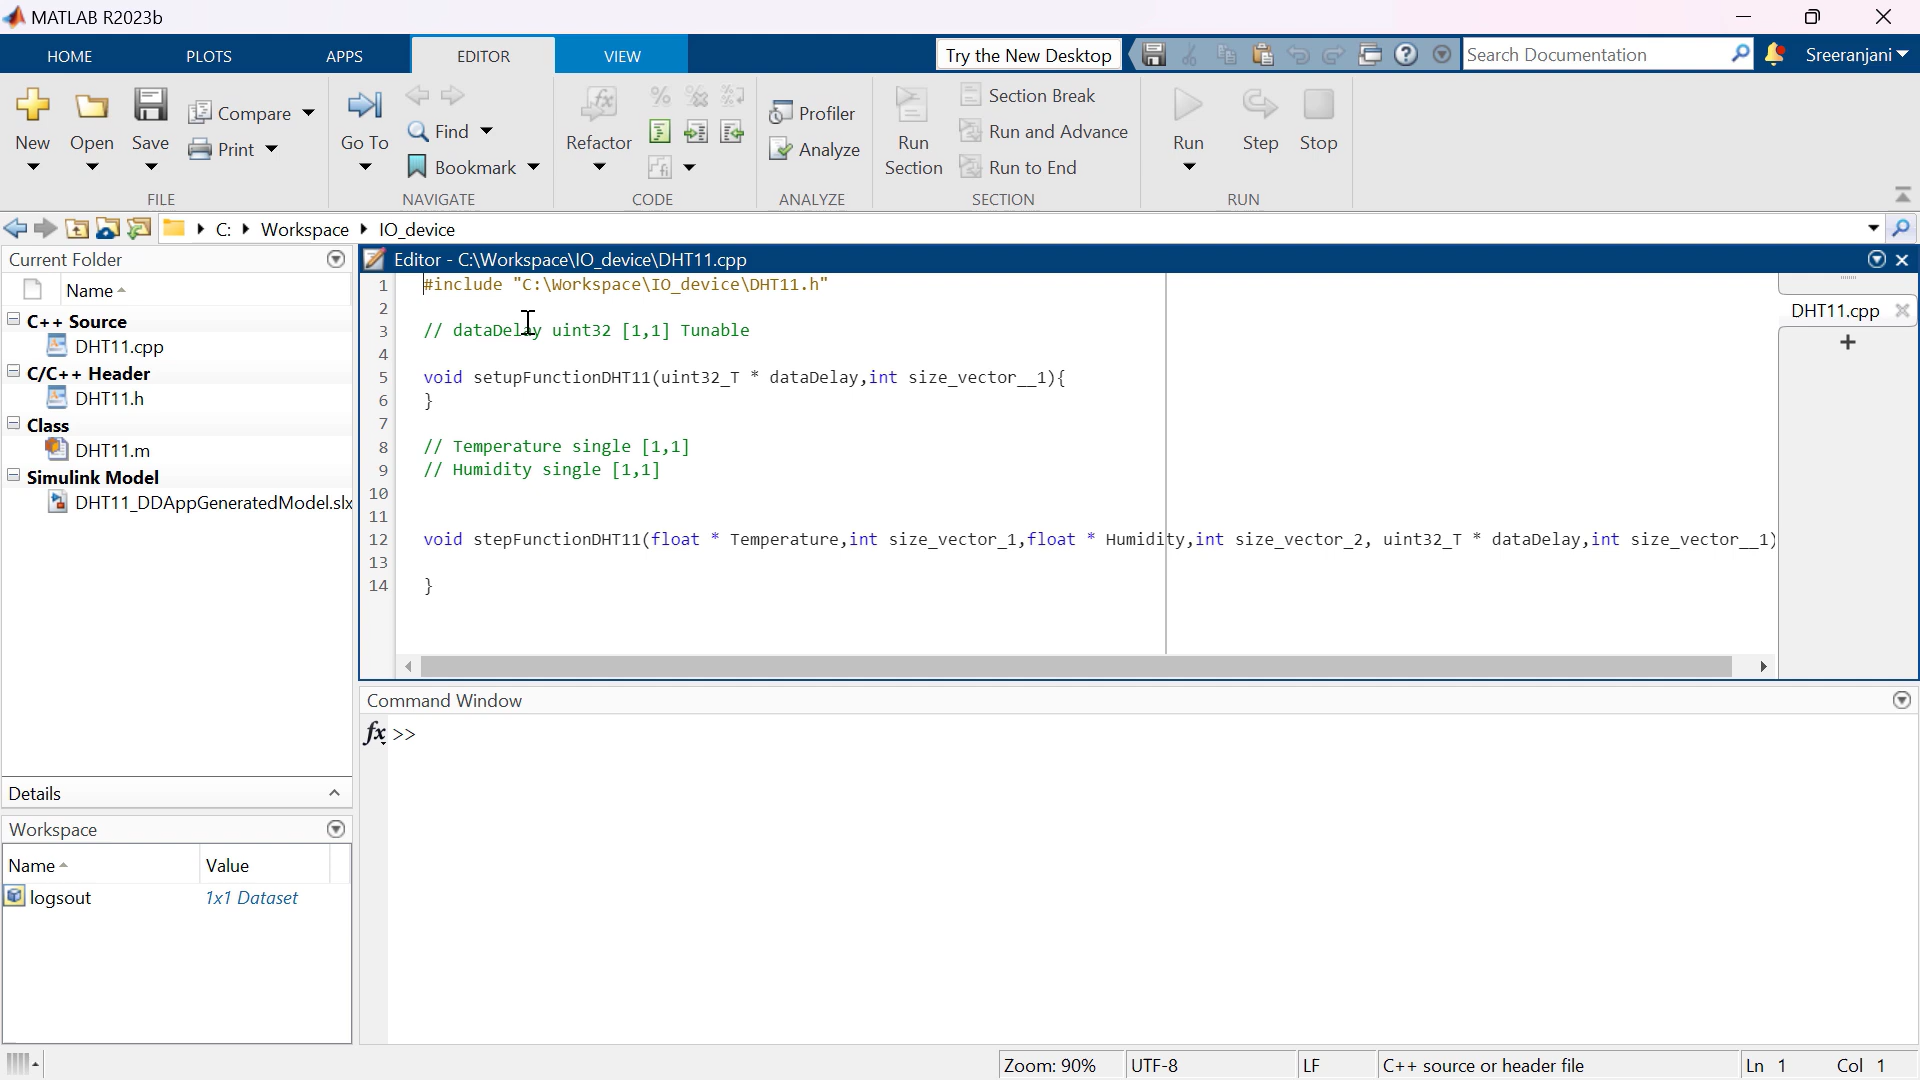 MATLAB R2023b
HOME PLOTS APPS EDITOR VIEW Try the New Desktop Search Documentation Sreeranjani
New Open Save Compare Print
FILE
Go To Find Bookmark
NAVIGATE
Refactor
CODE
Profiler
Analyze
ANALYZE
Run Section
Section Break
Run and Advance
Run to End
SECTION
Run Step Stop
RUN
C: Workspace IO_device
Current Folder
Name
C++ Source
DHT11.cpp
C/C++ Header
DHT11.h
Class
DHT11.m
Simulink Model
DHT11_DDAppGeneratedModel.slx
Details
Workspace
Name Value
logsout 1x1 Dataset
Editor - C:\Workspace\IO_device\DHT11.cpp
DHT11.cpp
1 #include "C:\Workspace\IO_device\DHT11.h"
2
3 // dataDelay uint32 [1,1] Tunable
4
5 void setupFunctionDHT11(uint32_T * dataDelay,int size_vector__1){
6 }
7
8 // Temperature single [1,1]
9 // Humidity single [1,1]
10
11
12 void stepFunctionDHT11(float * Temperature,int size_vector_1,float * Humidity,int size_vector_2, uint32_T * dataDelay,int size_vector__1)
13
14 }
Command Window
fx >>
Zoom: 90% UTF-8 LF C++ source or header file Ln 1 Col 1